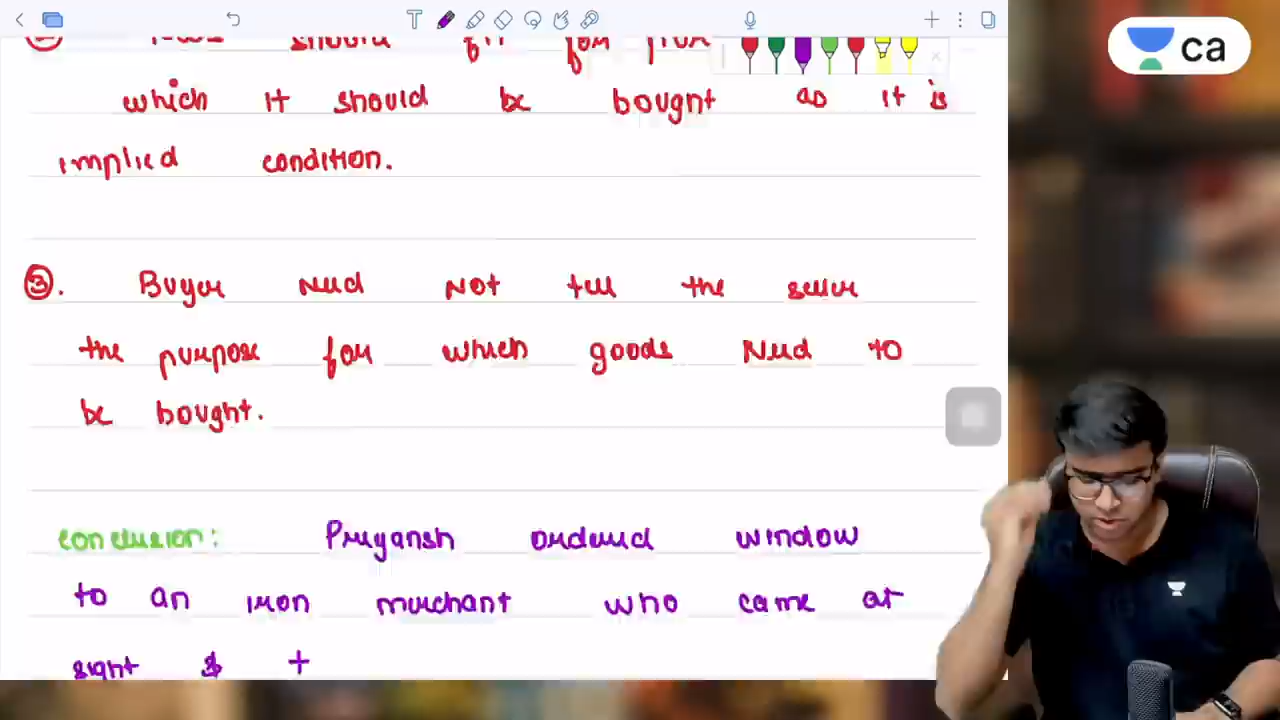 should for
which it should be bought as it is
implied condition.
3. Buyer need not tell the seller
the purpose for which goods need to
be bought.
conclusion: Priyansh ordered window
to an iron merchant who came at
sight &
T
ca